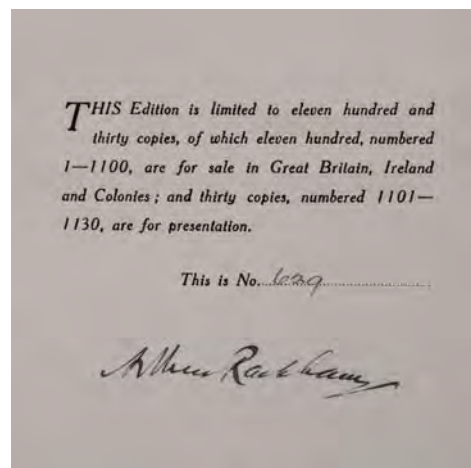 THIS Edition is limited to eleven hundred and
thirty copies, of which eleven hundred, numbered
1—1100, are for sale in Great Britain, Ireland
and Colonies; and thirty copies, numbered 1101—
1130, are for presentation.
This is No. 629
Arthur Rackham